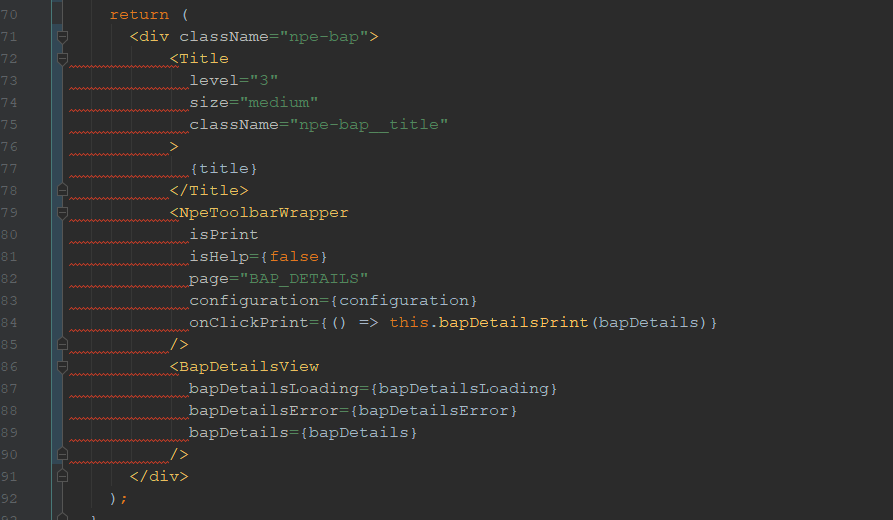 70 return (
71 <div className="npe-bap">
72 <Title
73 level="3"
74 size="medium"
75 className="npe-bap__title"
76 >
77 {title}
78 </Title>
79 <NpeToolbarWrapper
80 isPrint
81 isHelp={false}
82 page="BAP_DETAILS"
83 configuration={configuration}
84 onClickPrint={() => this.bapDetailsPrint(bapDetails)}
85 />
86 <BapDetailsView
87 bapDetailsLoading={bapDetailsLoading}
88 bapDetailsError={bapDetailsError}
89 bapDetails={bapDetails}
90 />
91 </div>
92 );